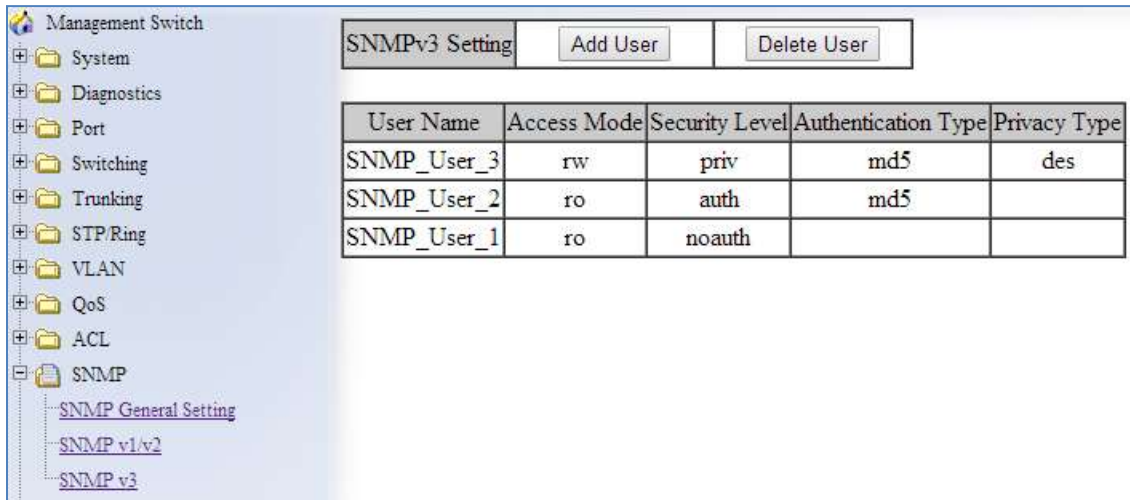 Management Switch
System
Diagnostics
Port
Switching
Trunking
STP/Ring
VLAN
QoS
ACL
SNMP
SNMP General Setting
SNMP v1/v2
SNMP v3
SNMPv3 Setting Add User Delete User
User Name Access Mode Security Level Authentication Type Privacy Type
SNMP_User_3 rw priv md5 des
SNMP_User_2 ro auth md5
SNMP_User_1 ro noauth